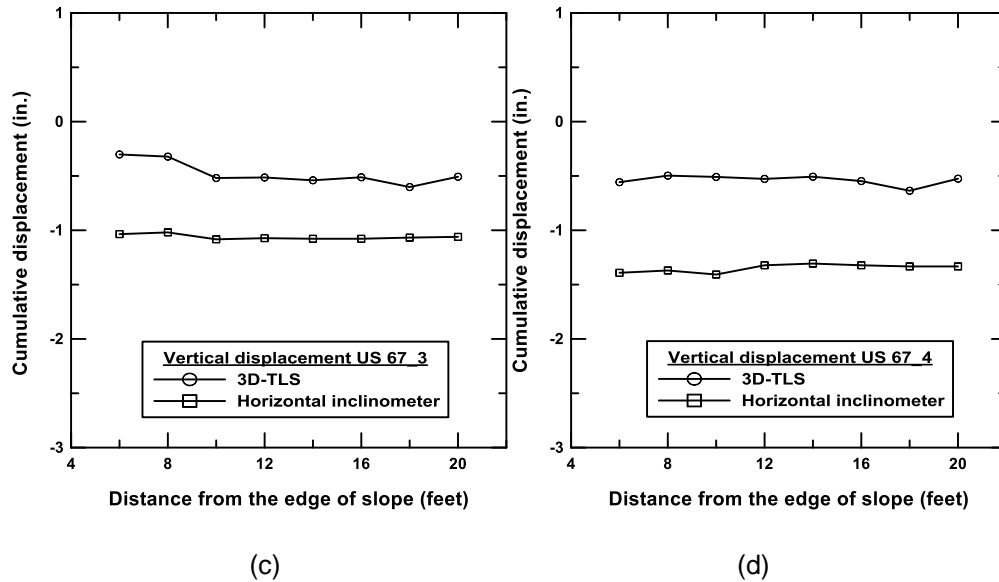 1
0
-1
-2
-3
Cumulative displacement (in.)
Vertical displacement US 67_3
3D-TLS
Horizontal inclinometer
4 8 12 16 20
Distance from the edge of slope (feet)
(c)
1
0
-1
-2
-3
Cumulative displacement (in.)
Vertical displacement US 67_4
3D-TLS
Horizontal inclinometer
4 8 12 16 20
Distance from the edge of slope (feet)
(d)